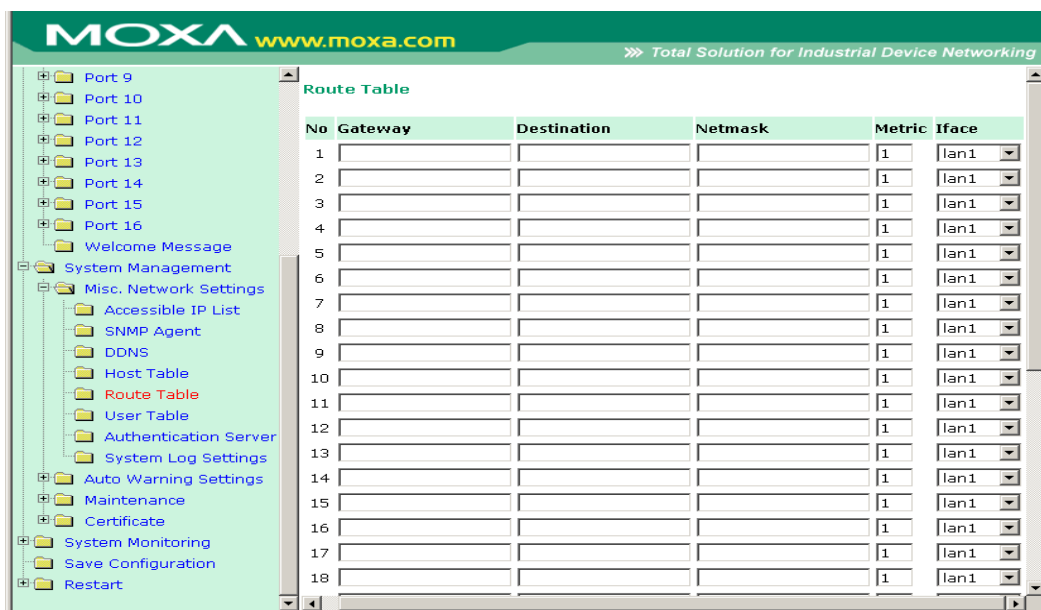 MOXA www.moxa.com
Total Solution for Industrial Device Networking
Port 9
Port 10
Port 11
Port 12
Port 13
Port 14
Port 15
Port 16
Welcome Message
System Management
Misc. Network Settings
Accessible IP List
SNMP Agent
DDNS
Host Table
Route Table
User Table
Authentication Server
System Log Settings
Auto Warning Settings
Maintenance
Certificate
System Monitoring
Save Configuration
Restart
Route Table
No Gateway Destination Netmask Metric Iface
1 1 lan1
2 1 lan1
3 1 lan1
4 1 lan1
5 1 lan1
6 1 lan1
7 1 lan1
8 1 lan1
9 1 lan1
10 1 lan1
11 1 lan1
12 1 lan1
13 1 lan1
14 1 lan1
15 1 lan1
16 1 lan1
17 1 lan1
18 1 lan1